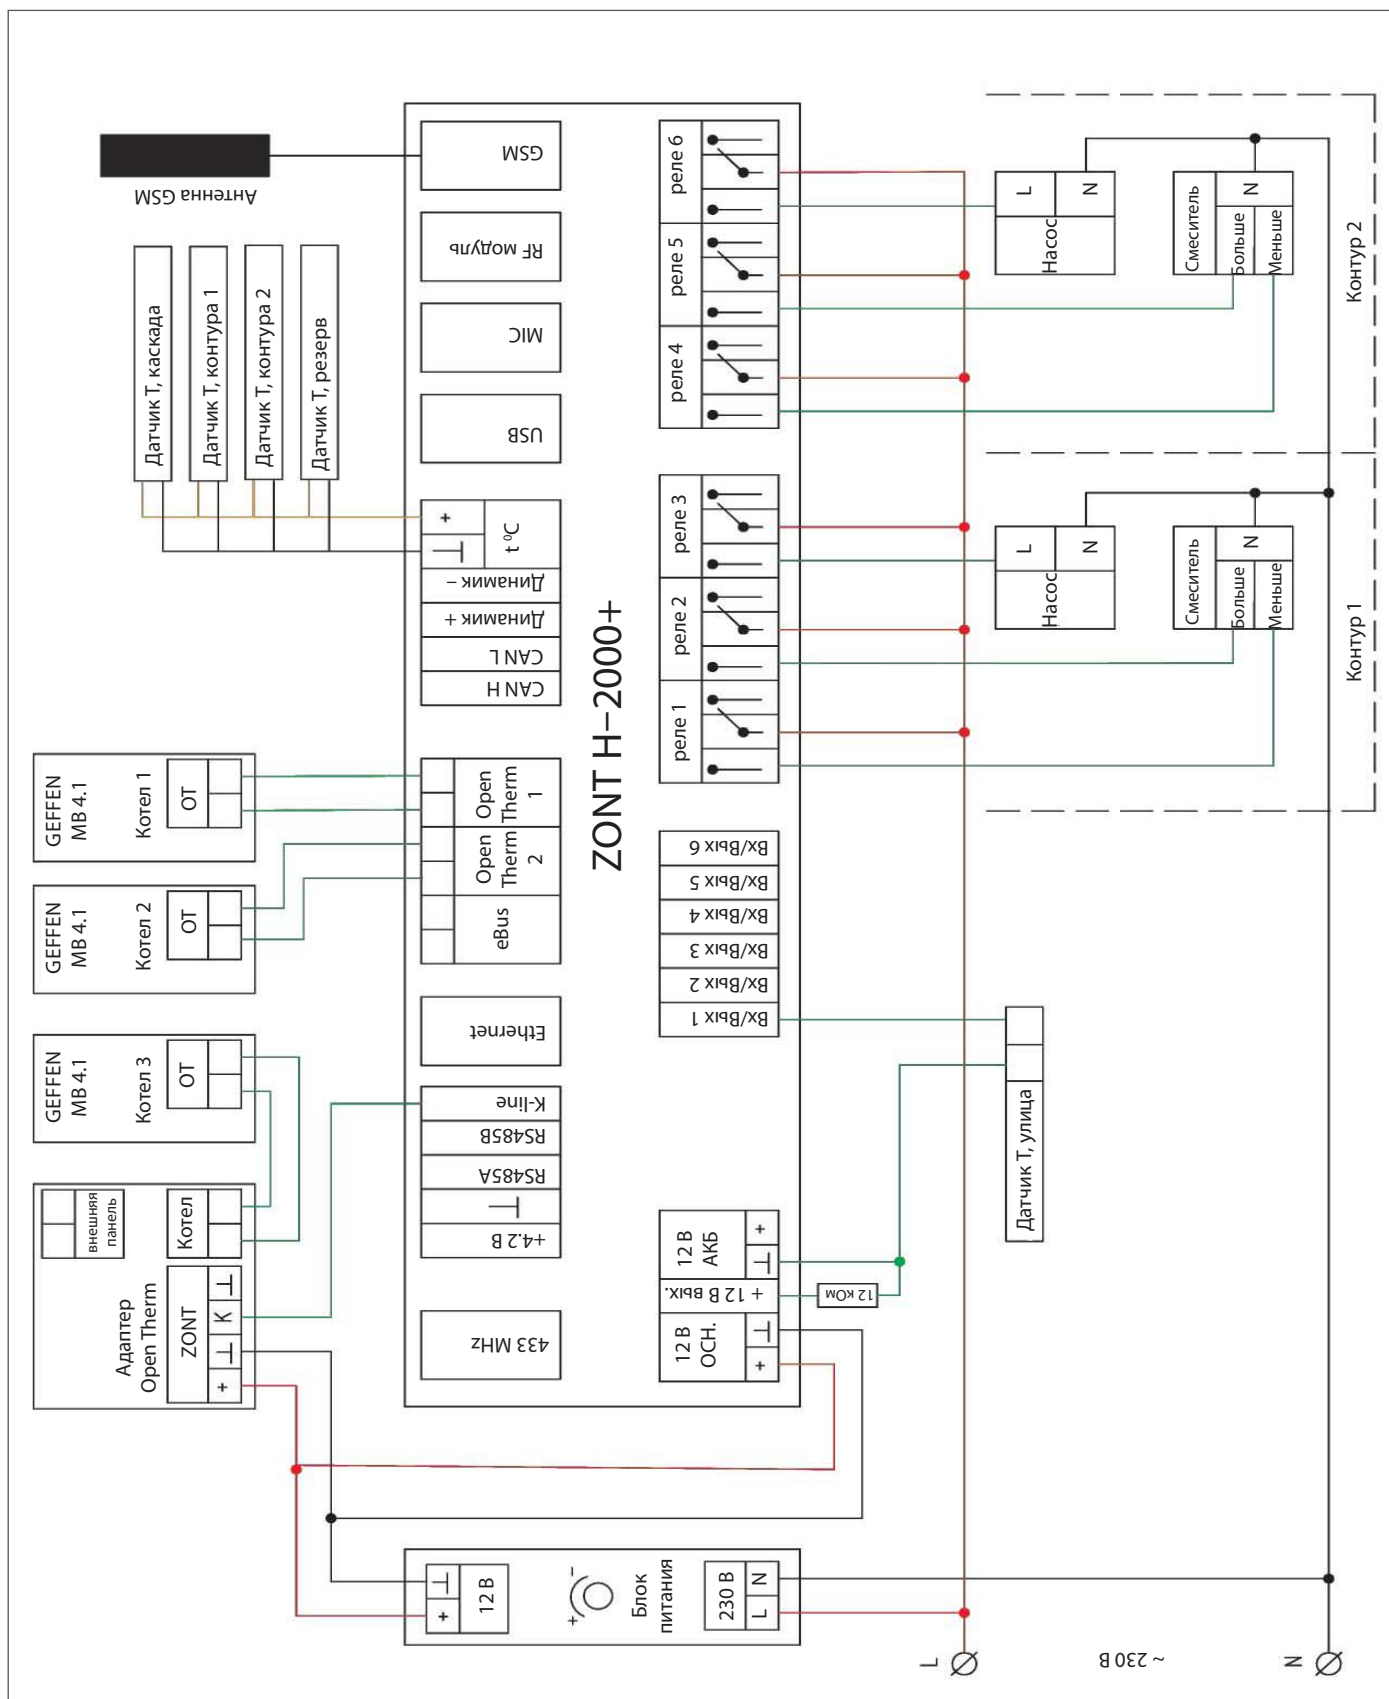 Антенна GSM
Датчик Т, каскада
Датчик Т, контура 1
Датчик Т, контура 2
Датчик Т, резерв
GEFFEN
MB 4.1
Котел 1
OT
GEFFEN
MB 4.1
Котел 2
OT
GEFFEN
MB 4.1
Котел 3
OT
внешняя
панель
Котел
Адаптер
Open Therm
ZONT
+
K
GSM
RF модуль
MIC
USB
+
t ⁰C
Динамик –
Динамик +
CAN L
CAN H
Open
Therm
1
Open
Therm
2
eBus
Ethernet
K-line
RS485B
RS485A
+4.2 В
433 MHz
ZONT H–2000+
реле 6
реле 5
реле 4
реле 3
реле 2
реле 1
Вх/Вых 6
Вх/Вых 5
Вх/Вых 4
Вх/Вых 3
Вх/Вых 2
Вх/Вых 1
12 В
АКБ
+
+ 12 В вых.
12 В
ОСН.
+
12 кОм
Датчик Т, улица
L
N
Насос
Смеситель
N
Больше
Меньше
Контур 2
L
N
Насос
Смеситель
N
Больше
Меньше
Контур 1
+
12 В
+
-
Блок
питания
230 В
L
N
L
~ 230 В
N